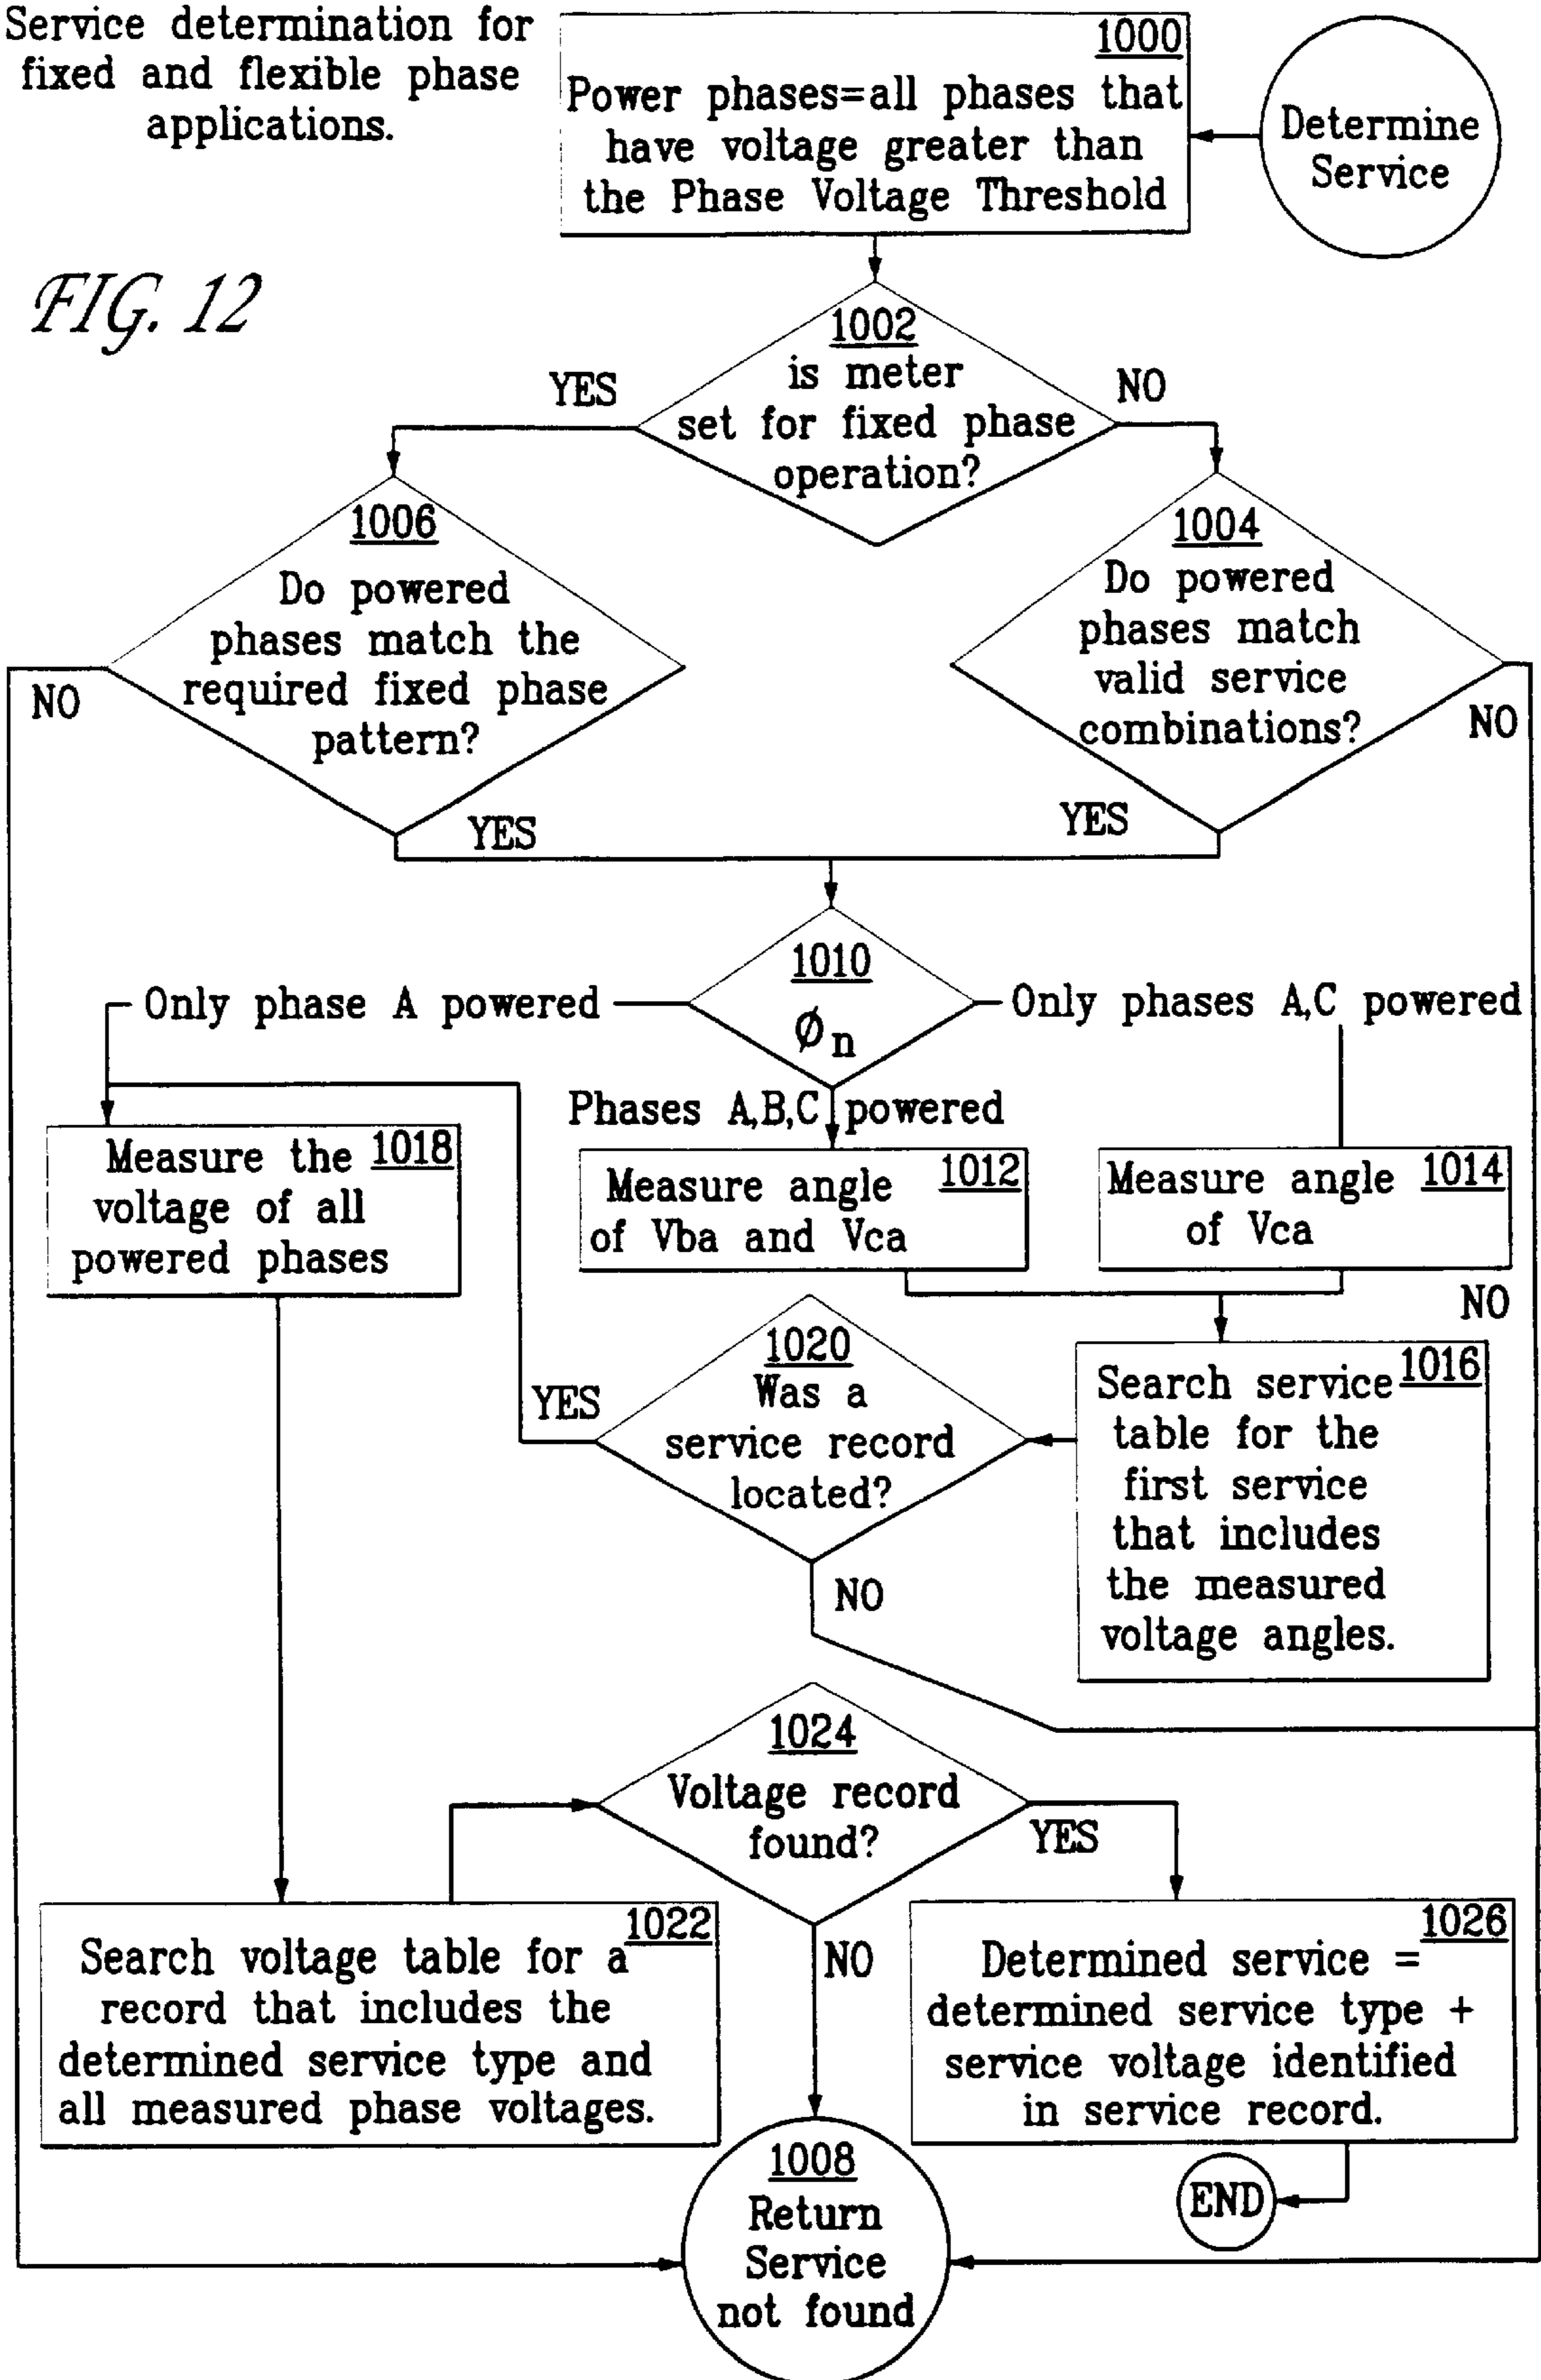 Service determination for
fixed and flexible phase
applications.
1000
Power phases=all phases that
have voltage greater than
the Phase Voltage Threshold
Determine
Service
FIG. 12
1002
is meter
set for fixed phase
operation?
YES
NO
1006
Do powered
phases match the
required fixed phase
pattern?
NO
YES
1004
Do powered
phases match
valid service
combinations?
NO
YES
1010
Øn
Only phase A powered
Only phases A,C powered
Phases A,B,C powered
1018
Measure the
voltage of all
powered phases
1012
Measure angle
of Vba and Vca
1014
Measure angle
of Vca
NO
1020
Was a
service record
located?
YES
NO
1016
Search service
table for the
first service
that includes
the measured
voltage angles.
1024
Voltage record
found?
YES
NO
1022
Search voltage table for a
record that includes the
determined service type and
all measured phase voltages.
1026
Determined service =
determined service type +
service voltage identified
in service record.
END
1008
Return
Service
not found